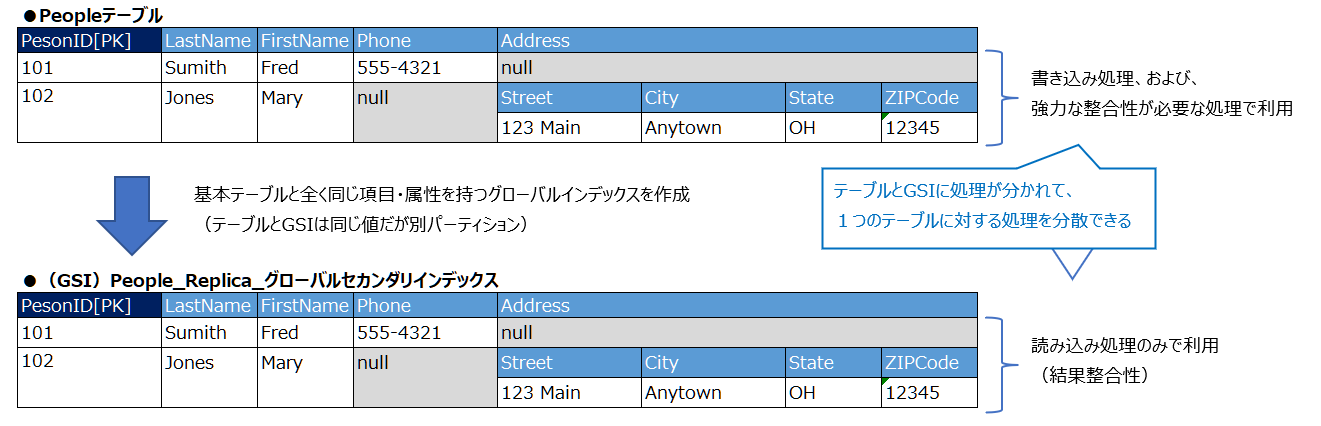 ●Peopleテーブル
PesonID[PK] LastName FirstName Phone Address
101 Sumith Fred 555-4321 null
102 Jones Mary null Street City State ZIPCode
123 Main Anytown OH 12345
書き込み処理、および、
強力な整合性が必要な処理で利用
基本テーブルと全く同じ項目・属性を持つグローバルインデックスを作成
（テーブルとGSIは同じ値だが別パーティション）
テーブルとGSIに処理が分かれて、
１つのテーブルに対する処理を分散できる
●（GSI）People_Replica_グローバルセカンダリインデックス
PesonID[PK] LastName FirstName Phone Address
101 Sumith Fred 555-4321 null
102 Jones Mary null Street City State ZIPCode
123 Main Anytown OH 12345
読み込み処理のみで利用
（結果整合性）